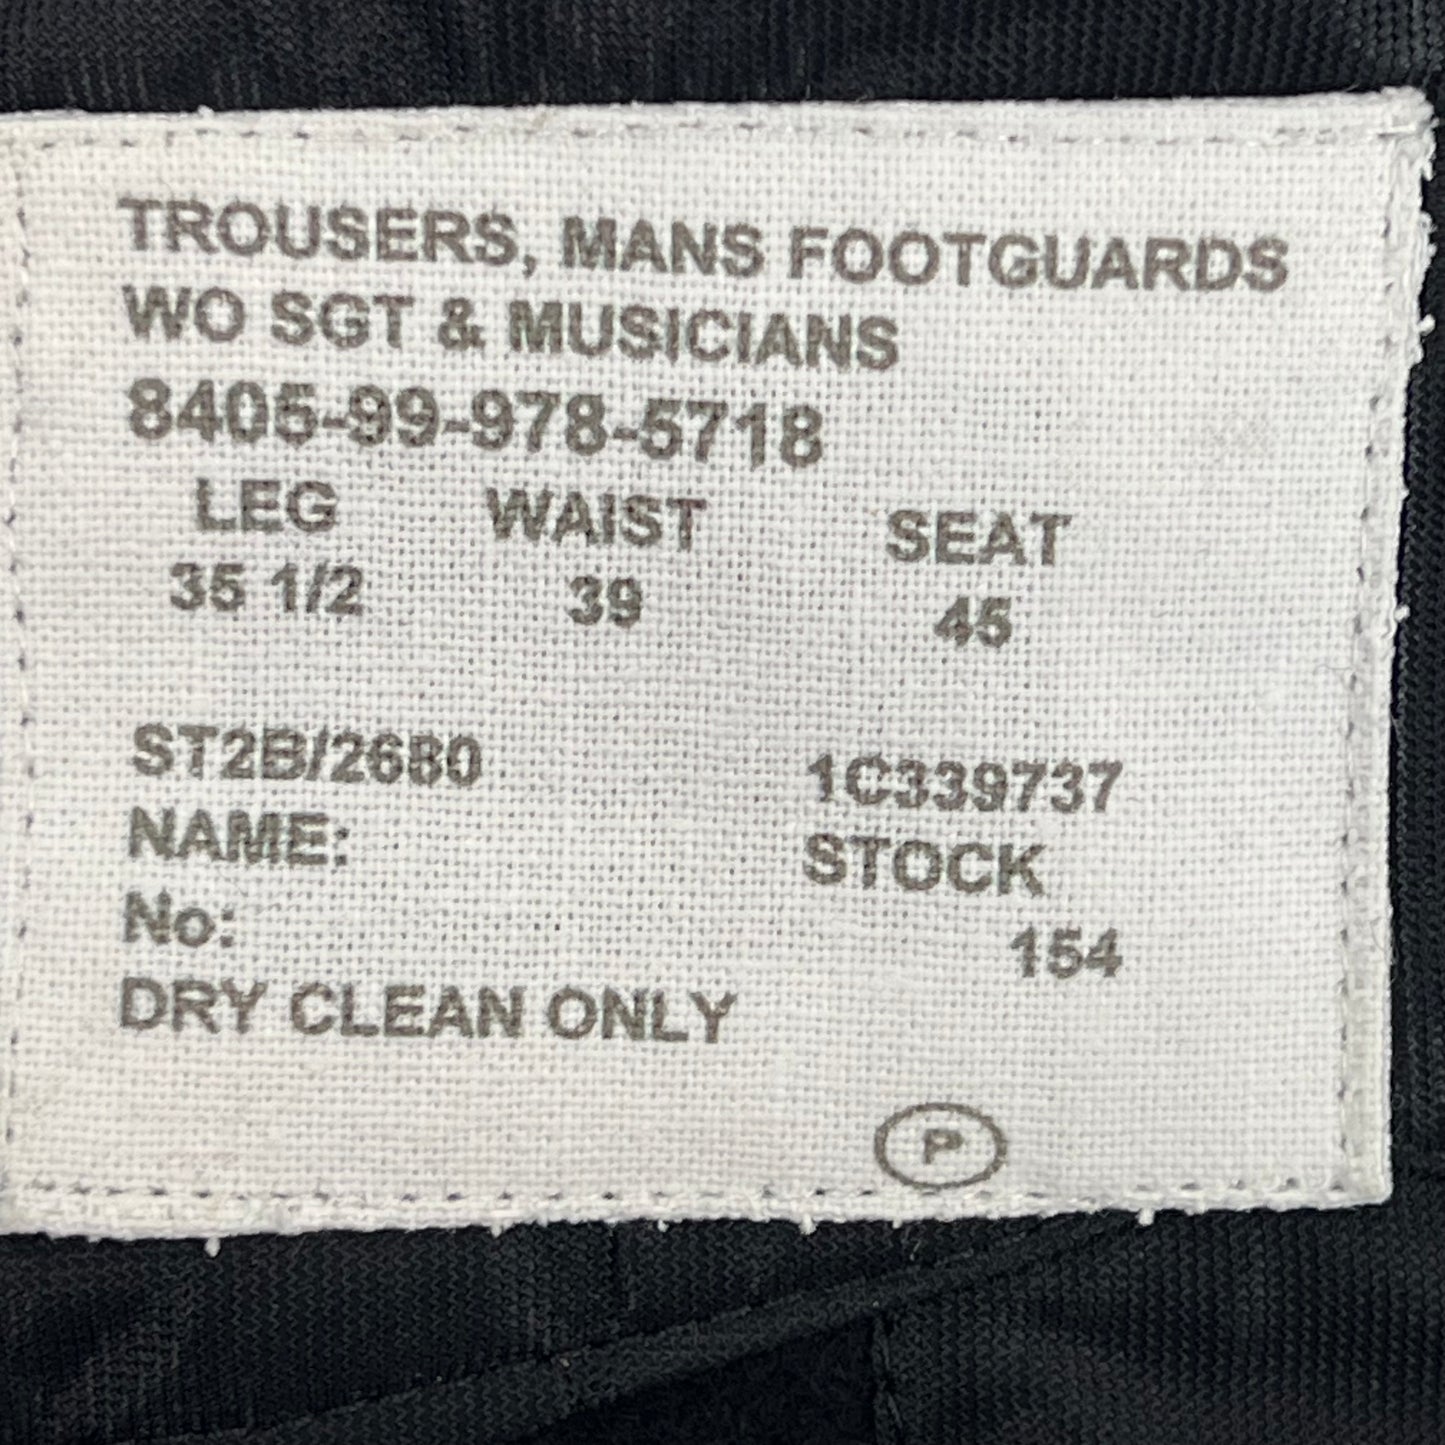 TROUSERS, MANS FOOTGUARDS
WO SGT & MUSICIANS
8405-99-978-5718
LEG WAIST SEAT
35 1/2 39 45
ST2B/2680 1C339737
NAME: STOCK
No: 154
DRY CLEAN ONLY
P